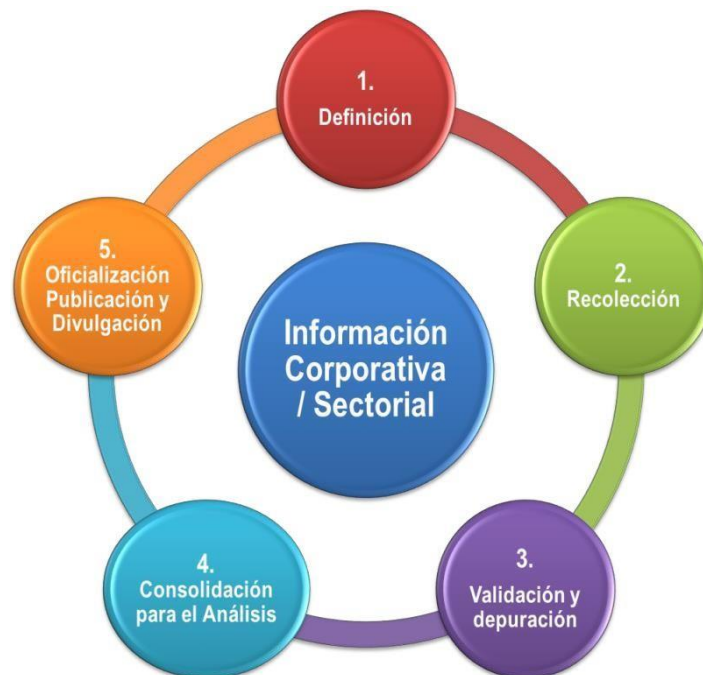 1.
Definición
2.
Recolección
3.
Validación y
depuración
4.
Consolidación
para el Análisis
5.
Oficialización
Publicación y
Divulgación
Información
Corporativa
/ Sectorial